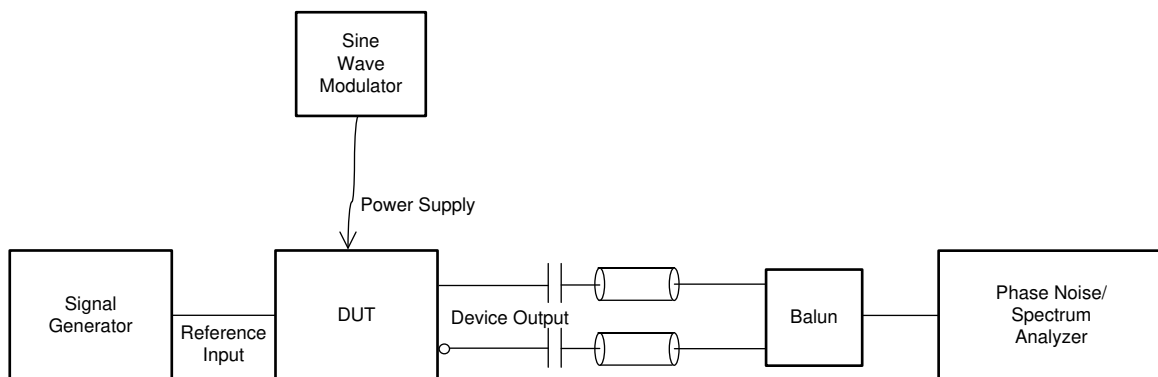 Sine
Wave
Modulator
Power Supply
Signal
Generator
Reference
Input
DUT
Device Output
Balun
Phase Noise/
Spectrum
Analyzer